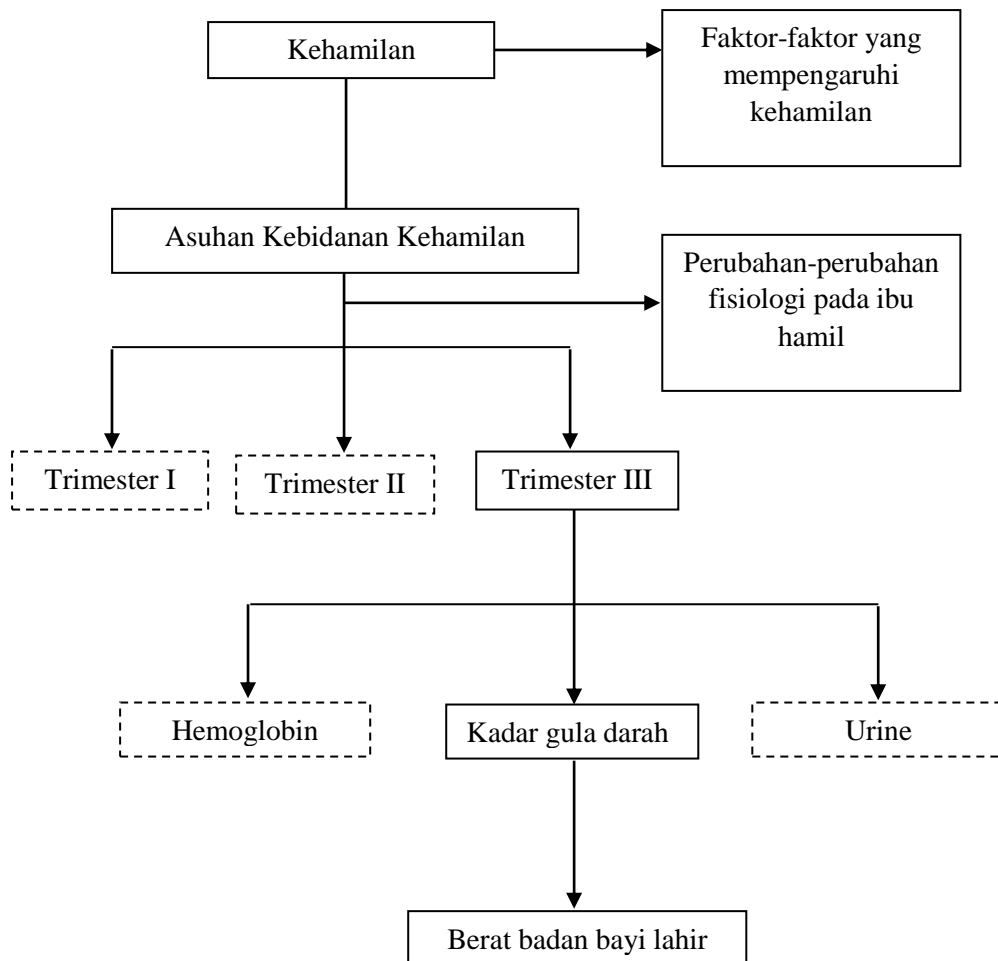 Kehamilan
Faktor-faktor yang
mempengaruhi
kehamilan
Asuhan Kebidanan Kehamilan
Perubahan-perubahan
fisiologi pada ibu
hamil
Trimester I
Trimester II
Trimester III
Hemoglobin
Kadar gula darah
Urine
Berat badan bayi lahir